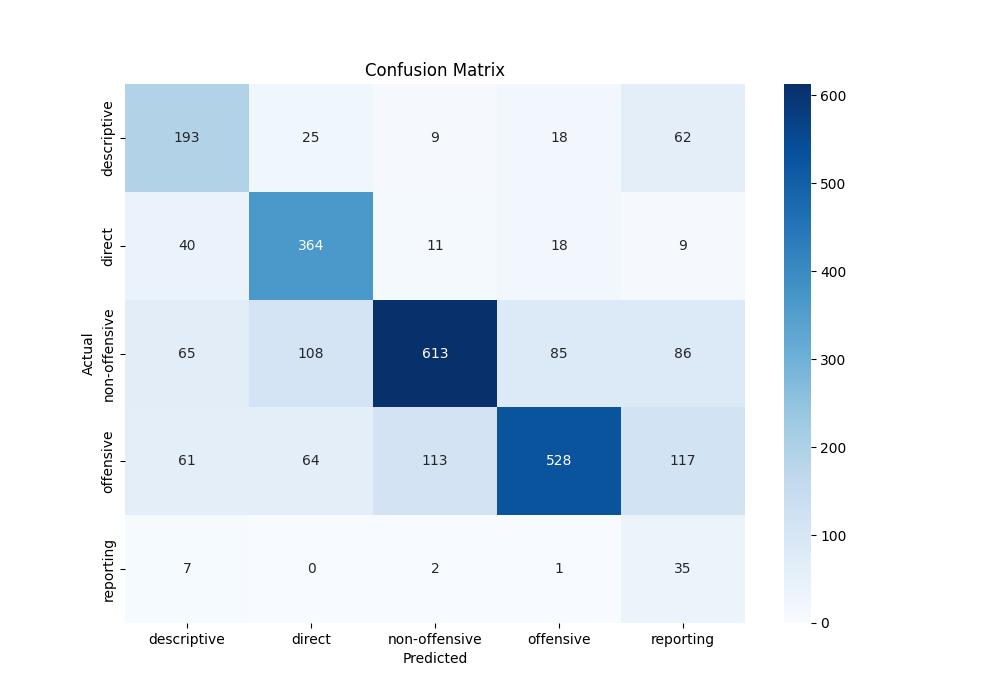 Confusion Matrix
Actual
descriptive 193 25 9 18 62
direct 40 364 11 18 9
non-offensive 65 108 613 85 86
offensive 61 64 113 528 117
reporting 7 0 2 1 35
descriptive direct non-offensive offensive reporting
Predicted
600
500
400
300
200
100
0